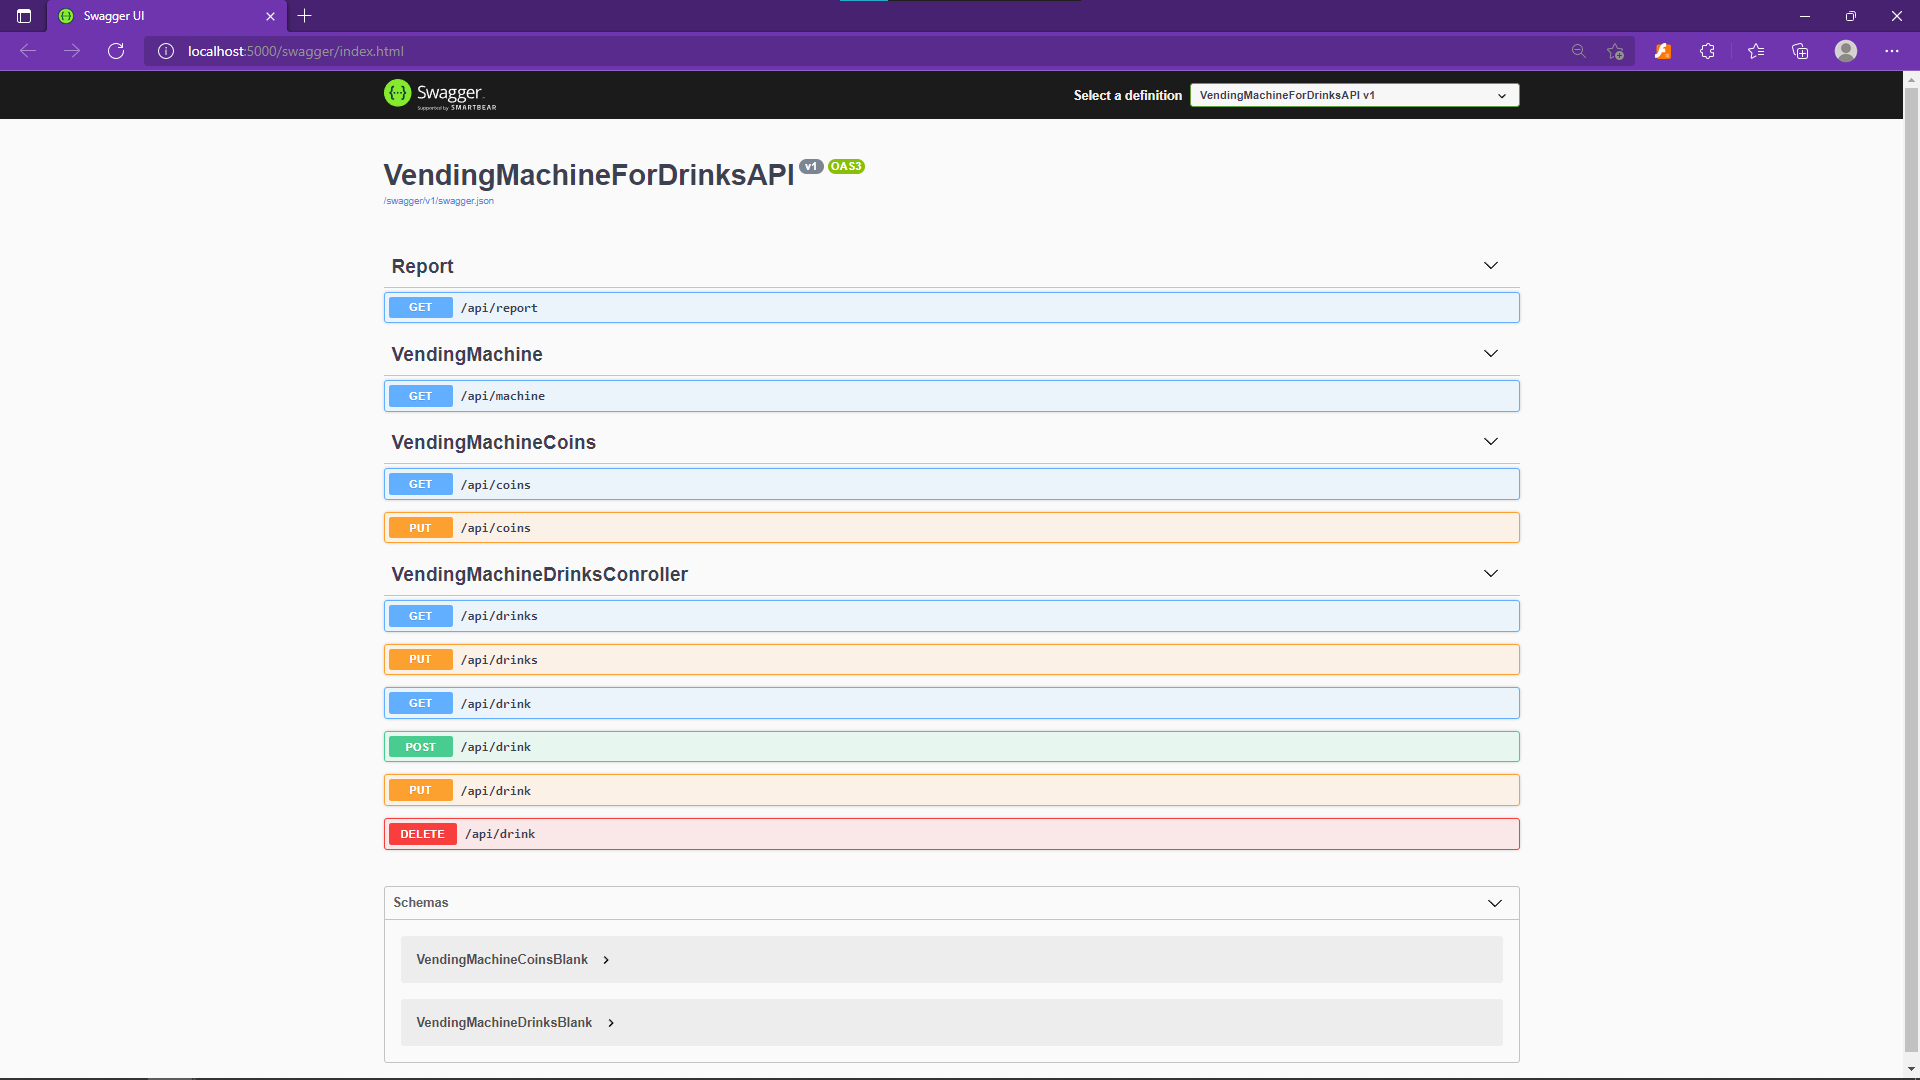 Swagger UI
localhost:5000/swagger/index.html
Swagger.
Supported by SMARTBEAR
Select a definition
VendingMachineForDrinksAPI v1
VendingMachineForDrinksAPI v1 OAS3
/swagger/v1/swagger.json
Report
GET /api/report
VendingMachine
GET /api/machine
VendingMachineCoins
GET /api/coins
PUT /api/coins
VendingMachineDrinksConroller
GET /api/drinks
PUT /api/drinks
GET /api/drink
POST /api/drink
PUT /api/drink
DELETE /api/drink
Schemas
VendingMachineCoinsBlank
VendingMachineDrinksBlank